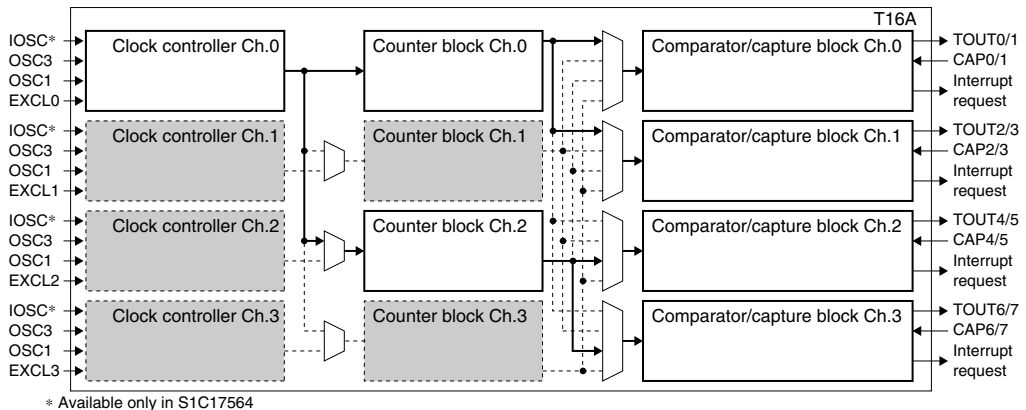 T16A
IOSC*
OSC3
OSC1
EXCL0
Clock controller Ch.0
Counter block Ch.0
Comparator/capture block Ch.0
TOUT0/1
CAP0/1
Interrupt
request
IOSC*
OSC3
OSC1
EXCL1
Clock controller Ch.1
Counter block Ch.1
Comparator/capture block Ch.1
TOUT2/3
CAP2/3
Interrupt
request
IOSC*
OSC3
OSC1
EXCL2
Clock controller Ch.2
Counter block Ch.2
Comparator/capture block Ch.2
TOUT4/5
CAP4/5
Interrupt
request
IOSC*
OSC3
OSC1
EXCL3
Clock controller Ch.3
Counter block Ch.3
Comparator/capture block Ch.3
TOUT6/7
CAP6/7
Interrupt
request
* Available only in S1C17564